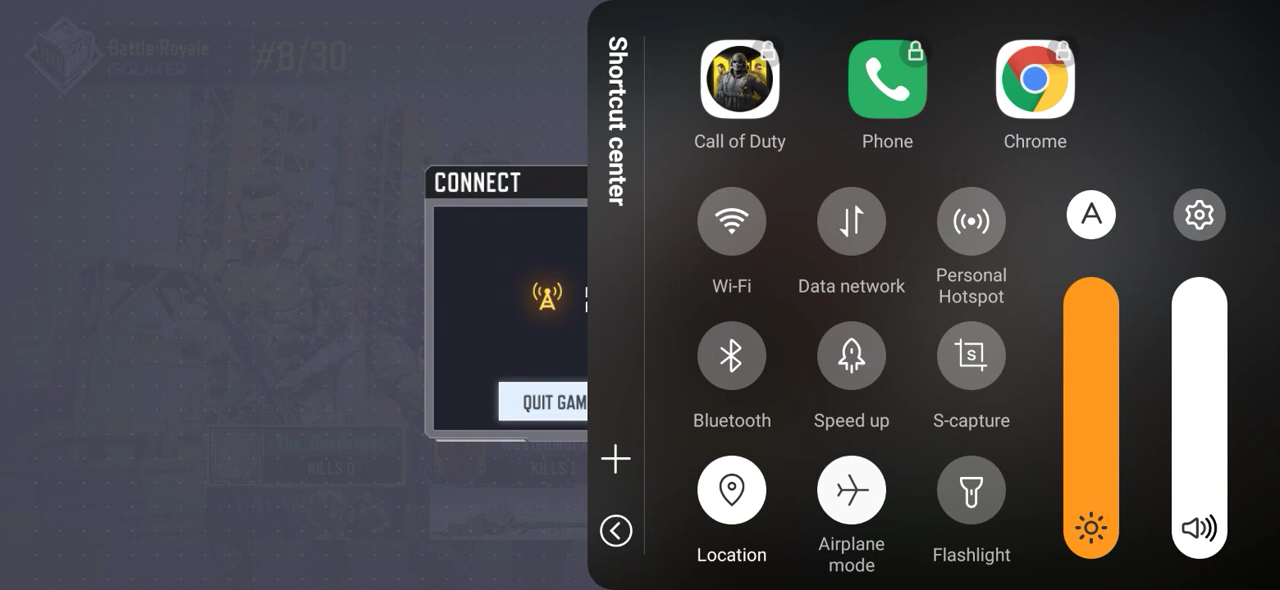 Battle Royale
ISOLATED
#8/30
CONNECT
QUIT GAM
KILLS 0
KILLS 1
Shortcut center
Call of Duty
Phone
Chrome
A
Wi-Fi
Data network
Personal
Hotspot
Bluetooth
Speed up
S
S-capture
Location
Airplane
mode
Flashlight